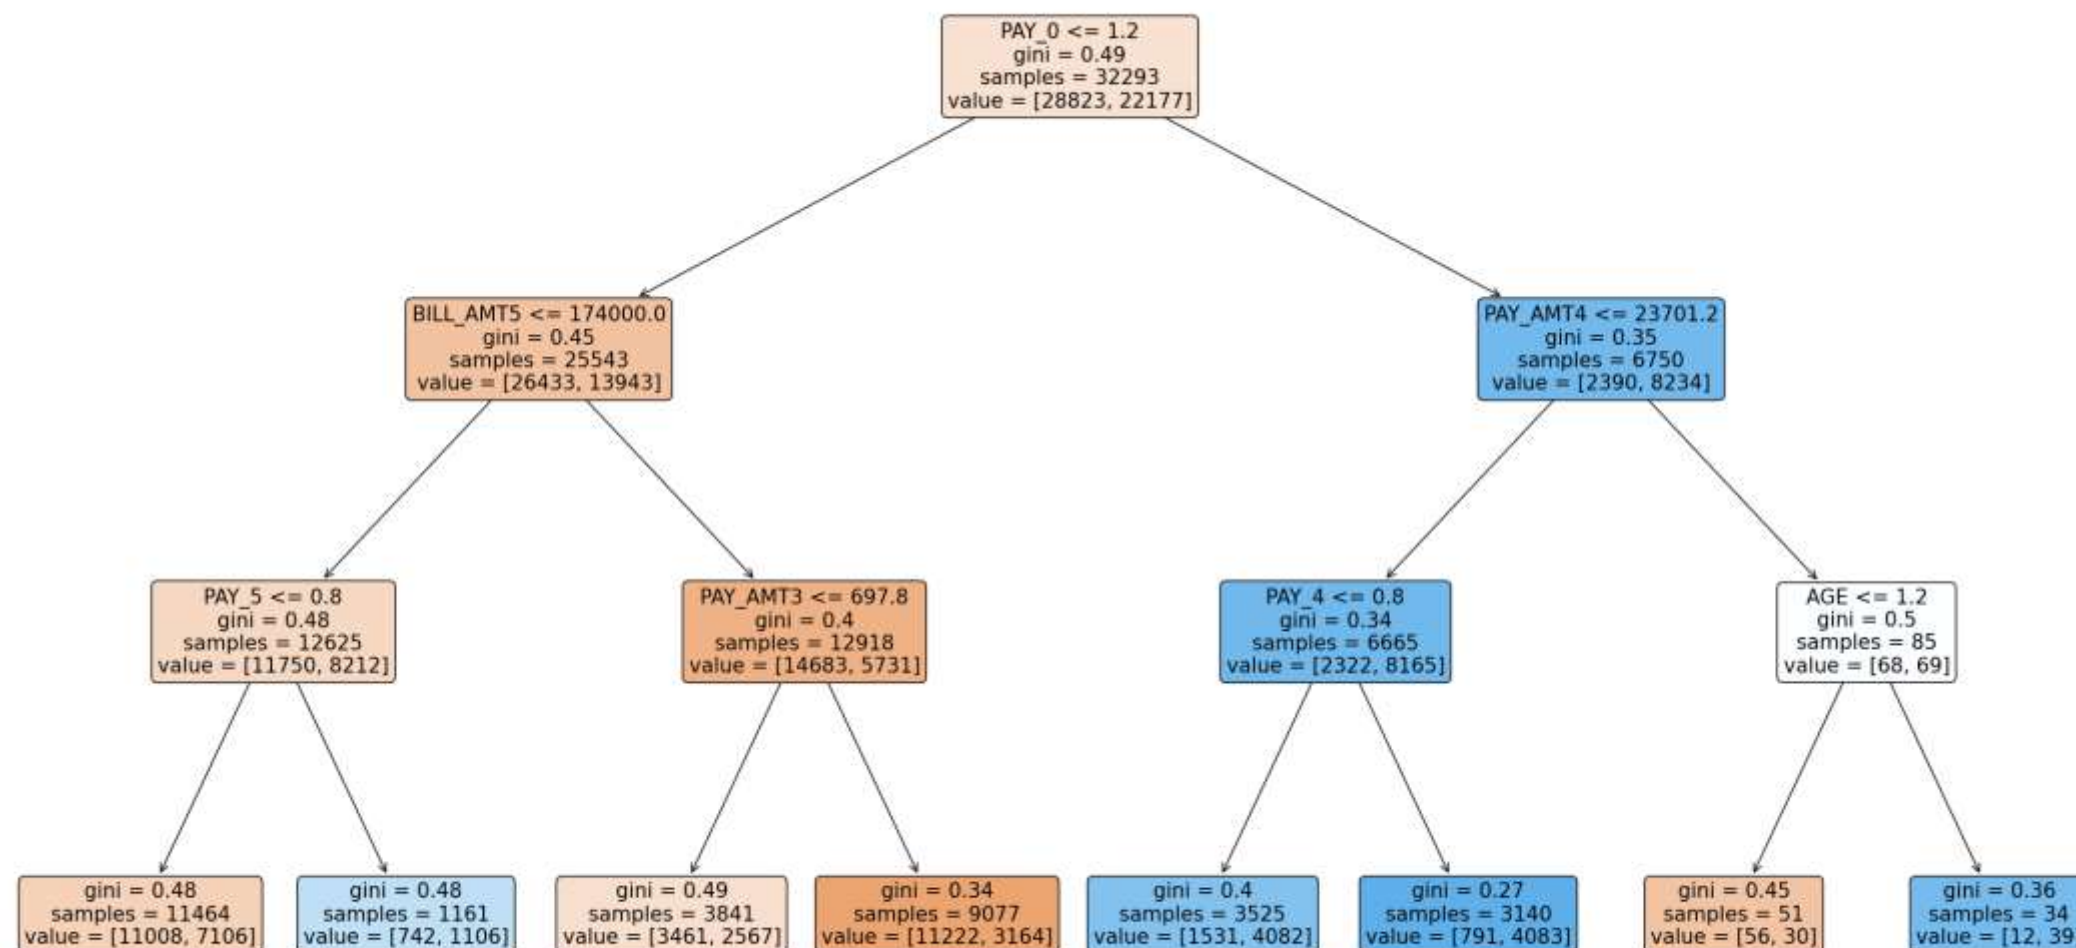 PAY_0 <= 1.2
gini = 0.49
samples = 32293
value = [28823, 22177]
BILL_AMT5 <= 174000.0
gini = 0.45
samples = 25543
value = [26433, 13943]
PAY_AMT4 <= 23701.2
gini = 0.35
samples = 6750
value = [2390, 8234]
PAY_5 <= 0.8
gini = 0.48
samples = 12625
value = [11750, 8212]
PAY_AMT3 <= 697.8
gini = 0.4
samples = 12918
value = [14683, 5731]
PAY_4 <= 0.8
gini = 0.34
samples = 6665
value = [2322, 8165]
AGE <= 1.2
gini = 0.5
samples = 85
value = [68, 69]
gini = 0.48
samples = 11464
value = [11008, 7106]
gini = 0.48
samples = 1161
value = [742, 1106]
gini = 0.49
samples = 3841
value = [3461, 2567]
gini = 0.34
samples = 9077
value = [11222, 3164]
gini = 0.4
samples = 3525
value = [1531, 4082]
gini = 0.27
samples = 3140
value = [791, 4083]
gini = 0.45
samples = 51
value = [56, 30]
gini = 0.36
samples = 34
value = [12, 39